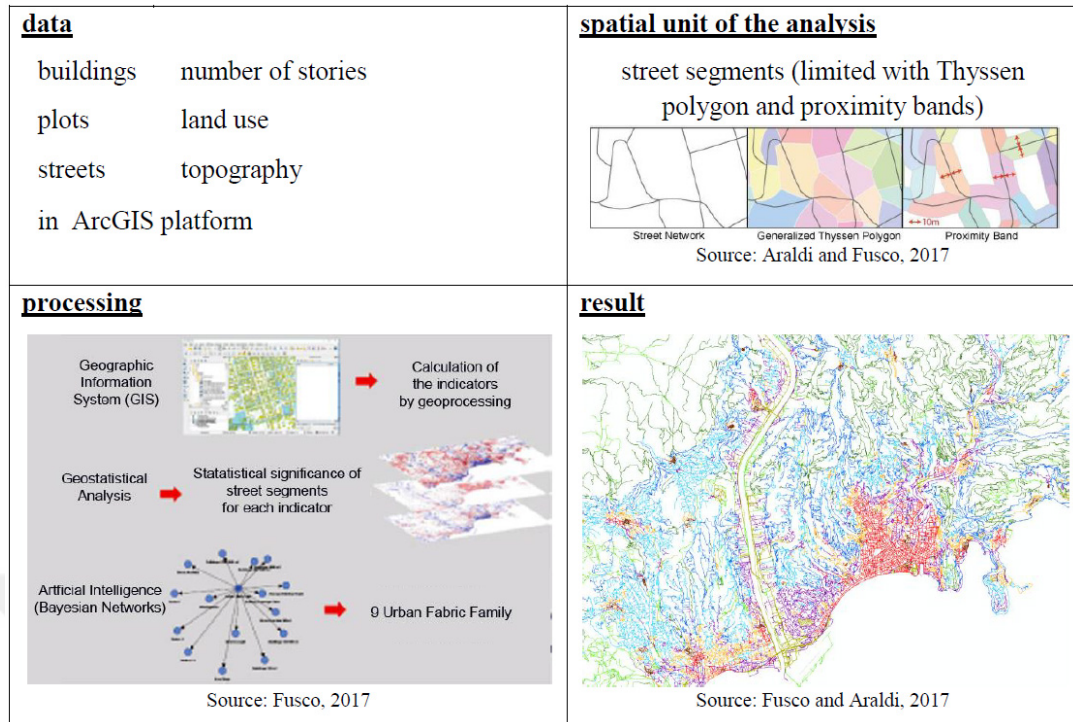 data
buildings number of stories
plots land use
streets topography
in ArcGIS platform
spatial unit of the analysis
street segments (limited with Thyssen
polygon and proximity bands)
10m
Street Network Generalized Thyssen Polygon Proximity Band
Source: Araldi and Fusco, 2017
processing
Geographic
Information
System (GIS)
Calculation of
the indicators
by geoprocessing
Geostatistical
Analysis
Statatistical significance of
street segments
for each indicator
Artficial Intelligence
(Bayesian Networks)
9 Urban Fabric Family
Source: Fusco, 2017
result
Source: Fusco and Araldi, 2017